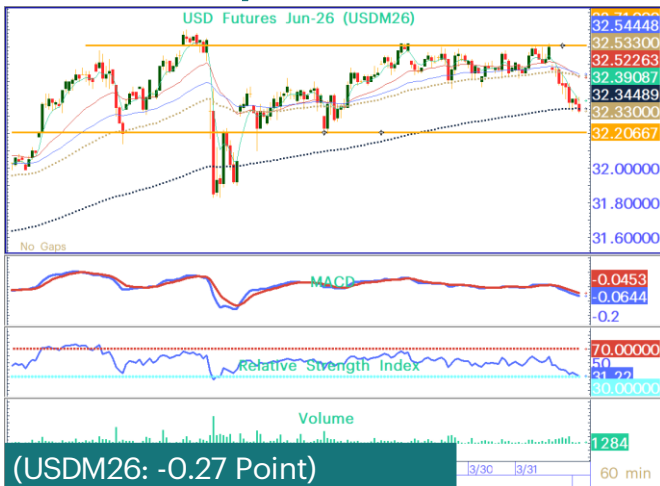 USD Futures Jun-26 (USDM26)
32.54448
32.53300
32.52263
32.39087
32.34489
32.33000
32.20667
32.00000
31.80000
31.60000
No Gaps
MACD
-0.0453
-0.0644
-0.2
70.00000
50
31.22
Relative Strength Index
30.00000
Volume
1284
(USDM26: -0.27 Point)
3/30
3/31
60 min